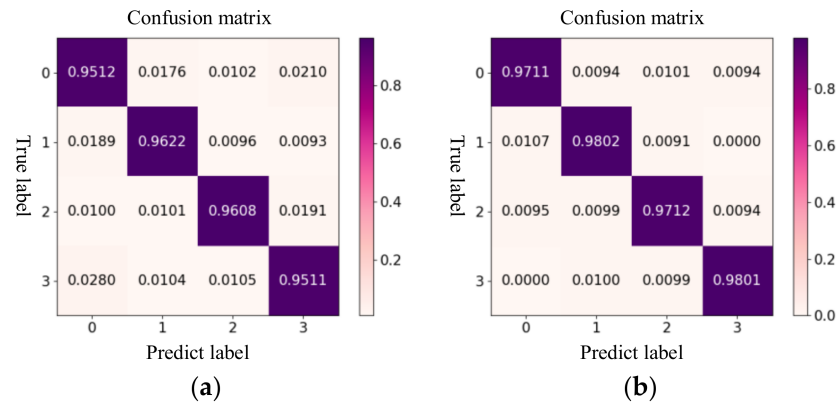 Confusion matrix
0 0.9512 0.0176 0.0102 0.0210
1 0.0189 0.9622 0.0096 0.0093
2 0.0100 0.0101 0.9608 0.0191
3 0.0280 0.0104 0.0105 0.9511
0 1 2 3
True label
Predict label
0.8
0.6
0.4
0.2
(a)
Confusion matrix
0 0.9711 0.0094 0.0101 0.0094
1 0.0107 0.9802 0.0091 0.0000
2 0.0095 0.0099 0.9712 0.0094
3 0.0000 0.0100 0.0099 0.9801
0 1 2 3
True label
Predict label
0.8
0.6
0.4
0.2
0.0
(b)